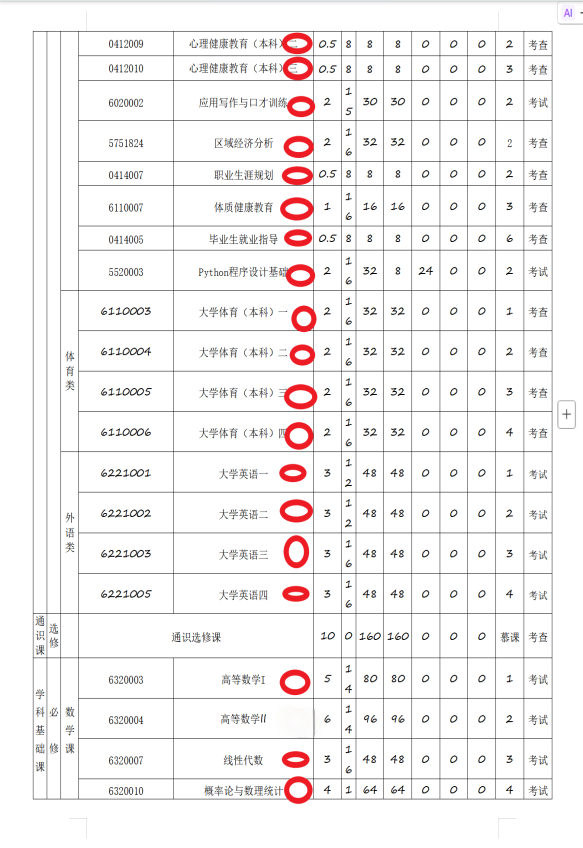 AI
0412009 心理健康教育（本科）二 0.5 8 8 8 0 0 0 2 考查
0412010 心理健康教育（本科）三 0.5 8 8 8 0 0 0 3 考查
6020002 应用写作与口才训练 2 15 30 30 0 0 0 2 考试
5751824 区域经济分析 2 16 32 32 0 0 0 2 考查
0414007 职业生涯规划 0.5 8 8 8 0 0 0 2 考查
6110007 体质健康教育 1 16 16 16 0 0 0 3 考查
0414005 毕业生就业指导 0.5 8 8 8 0 0 0 6 考查
5520003 Python程序设计基础 2 16 32 8 24 0 0 2 考试
体育类
6110003 大学体育（本科）一 2 16 32 32 0 0 0 1 考查
6110004 大学体育（本科）二 2 16 32 32 0 0 0 2 考查
6110005 大学体育（本科）三 2 16 32 32 0 0 0 3 考查
6110006 大学体育（本科）四 2 16 32 32 0 0 0 4 考查
外语类
6221001 大学英语一 3 12 48 48 0 0 0 1 考试
6221002 大学英语二 3 12 48 48 0 0 0 2 考试
6221003 大学英语三 3 16 48 48 0 0 0 3 考试
6221005 大学英语四 3 16 48 48 0 0 0 4 考试
通识课 选修 通识选修课 10 0 160 160 0 0 0 慕课 考查
学科基础课 必修 数学课
6320003 高等数学I 5 14 80 80 0 0 0 1 考试
6320004 高等数学II 6 14 96 96 0 0 0 2 考试
6320007 线性代数 3 16 48 48 0 0 0 3 考试
6320010 概率论与数理统计 4 1 64 64 0 0 0 4 考试